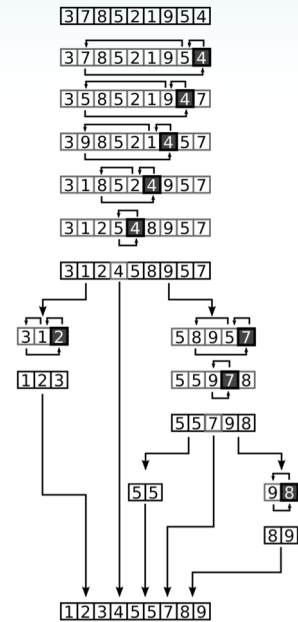 3 7 8 5 2 1 9 5 4
3 7 8 5 2 1 9 5 4
3 5 8 5 2 1 9 4 7
3 9 8 5 2 1 4 5 7
3 1 8 5 2 4 9 5 7
3 1 2 5 4 8 9 5 7
3 1 2 4 5 8 9 5 7
3 1 2
5 8 9 5 7
1 2 3
5 5 9 7 8
5 5 7 9 8
5 5
9 8
8 9
1 2 3 4 5 5 7 8 9